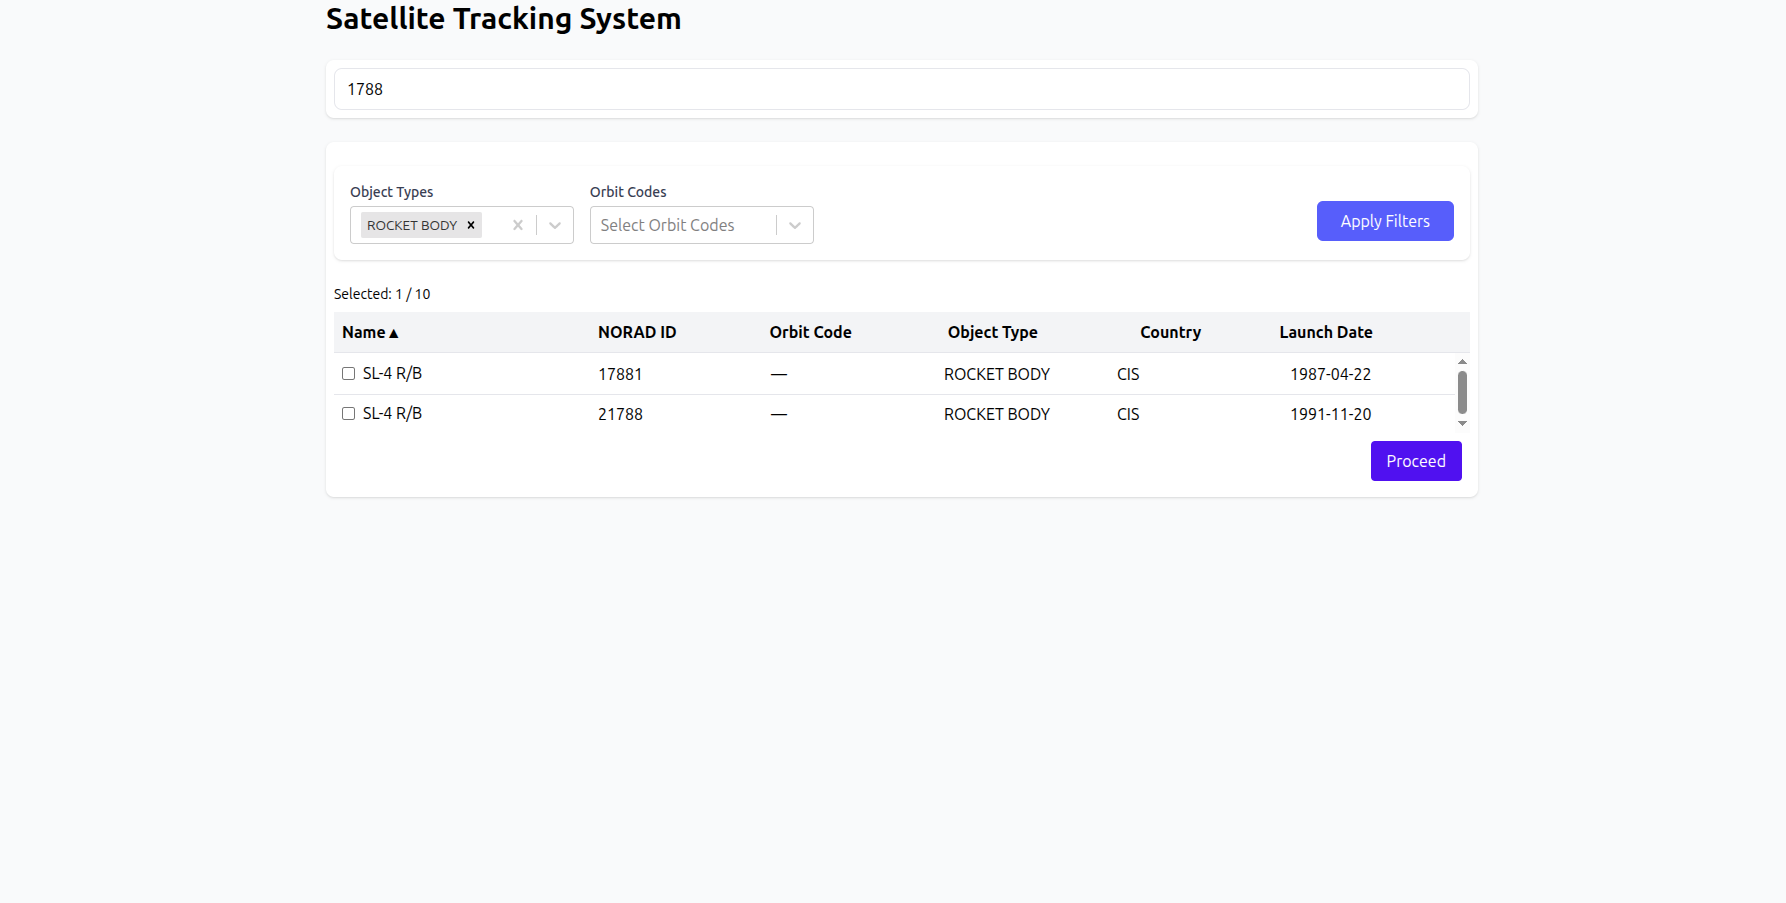 Satellite Tracking System
1788
Object Types Orbit Codes
ROCKET BODY Select Orbit Codes Apply Filters
Selected: 1 / 10
Name▲ NORAD ID Orbit Code Object Type Country Launch Date
SL-4 R/B 17881 — ROCKET BODY CIS 1987-04-22
SL-4 R/B 21788 — ROCKET BODY CIS 1991-11-20
Proceed